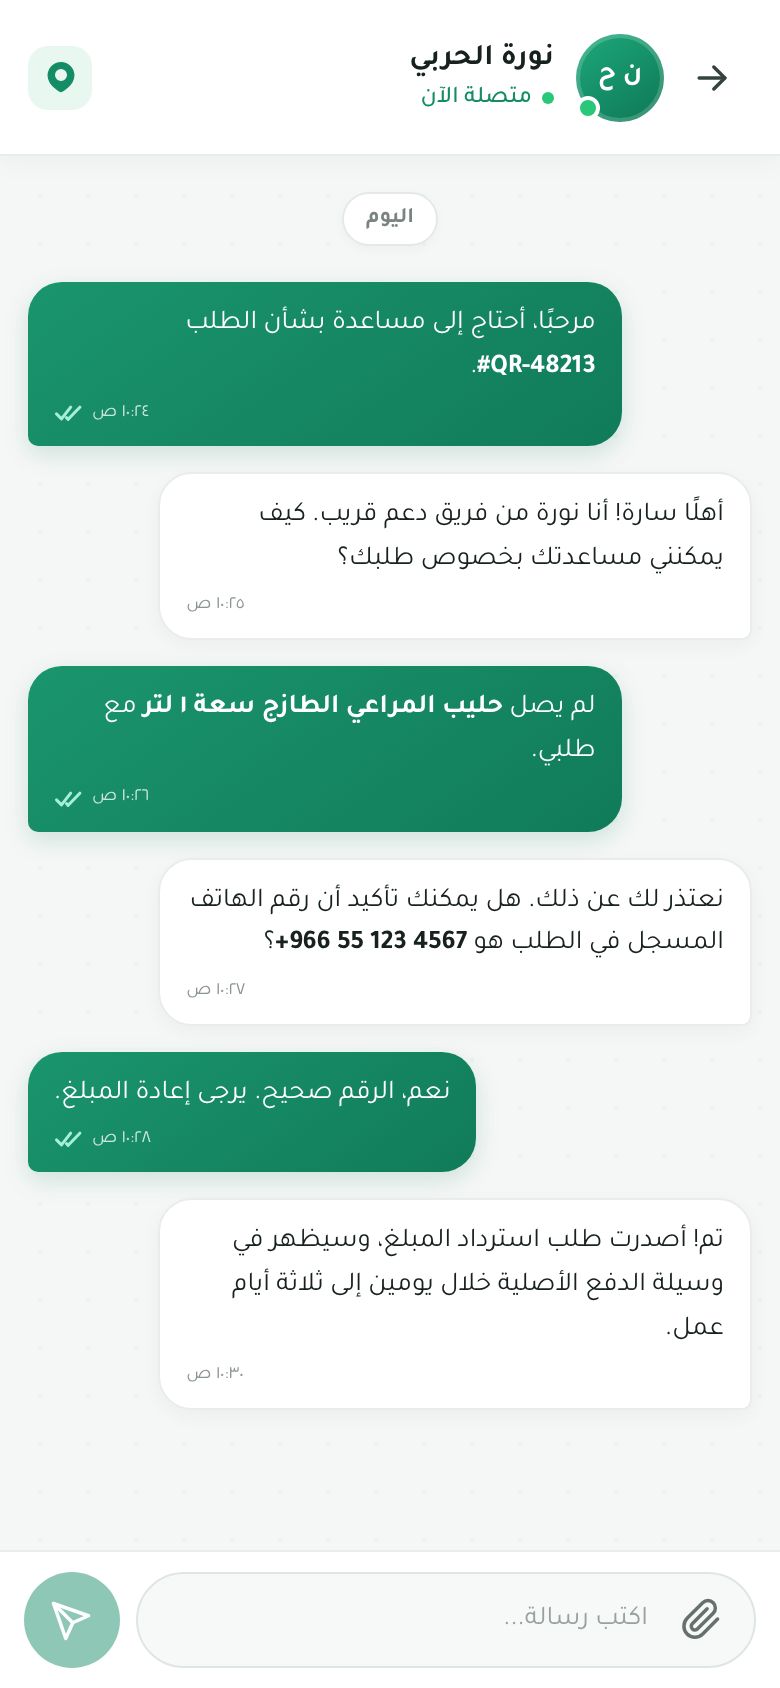 ن ح
نورة الحربي
متصلة الآن
اليوم
مرحبًا، أحتاج إلى مساعدة بشأن الطلب
#QR-48213.
١٠:٢٤ ص
أهلًا سارة! أنا نورة من فريق دعم قريب. كيف
يمكنني مساعدتك بخصوص طلبك؟
١٠:٢٥ ص
لم يصل حليب المراعي الطازج سعة ١ لتر مع
طلبي.
١٠:٢٦ ص
نعتذر لك عن ذلك. هل يمكنك تأكيد أن رقم الهاتف
المسجل في الطلب هو +966 55 123 4567؟
١٠:٢٧ ص
نعم، الرقم صحيح. يرجى إعادة المبلغ.
١٠:٢٨ ص
تم! أصدرت طلب استرداد المبلغ، وسيظهر في
وسيلة الدفع الأصلية خلال يومين إلى ثلاثة أيام
عمل.
١٠:٣٠ ص
اكتب رسالة...